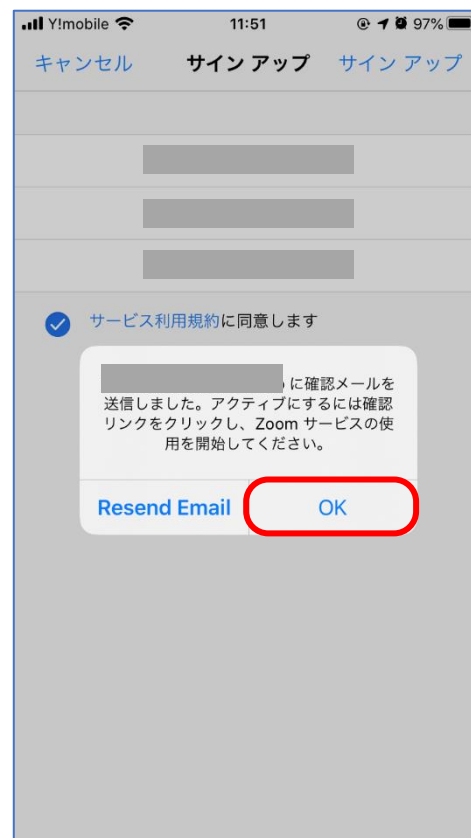 Y!mobile 11:51 97%
キャンセル サイン アップ サイン アップ
サービス利用規約に同意します
に確認メールを
送信しました。アクティブにするには確認
リンクをクリックし、Zoom サービスの使
用を開始してください。
Resend Email OK